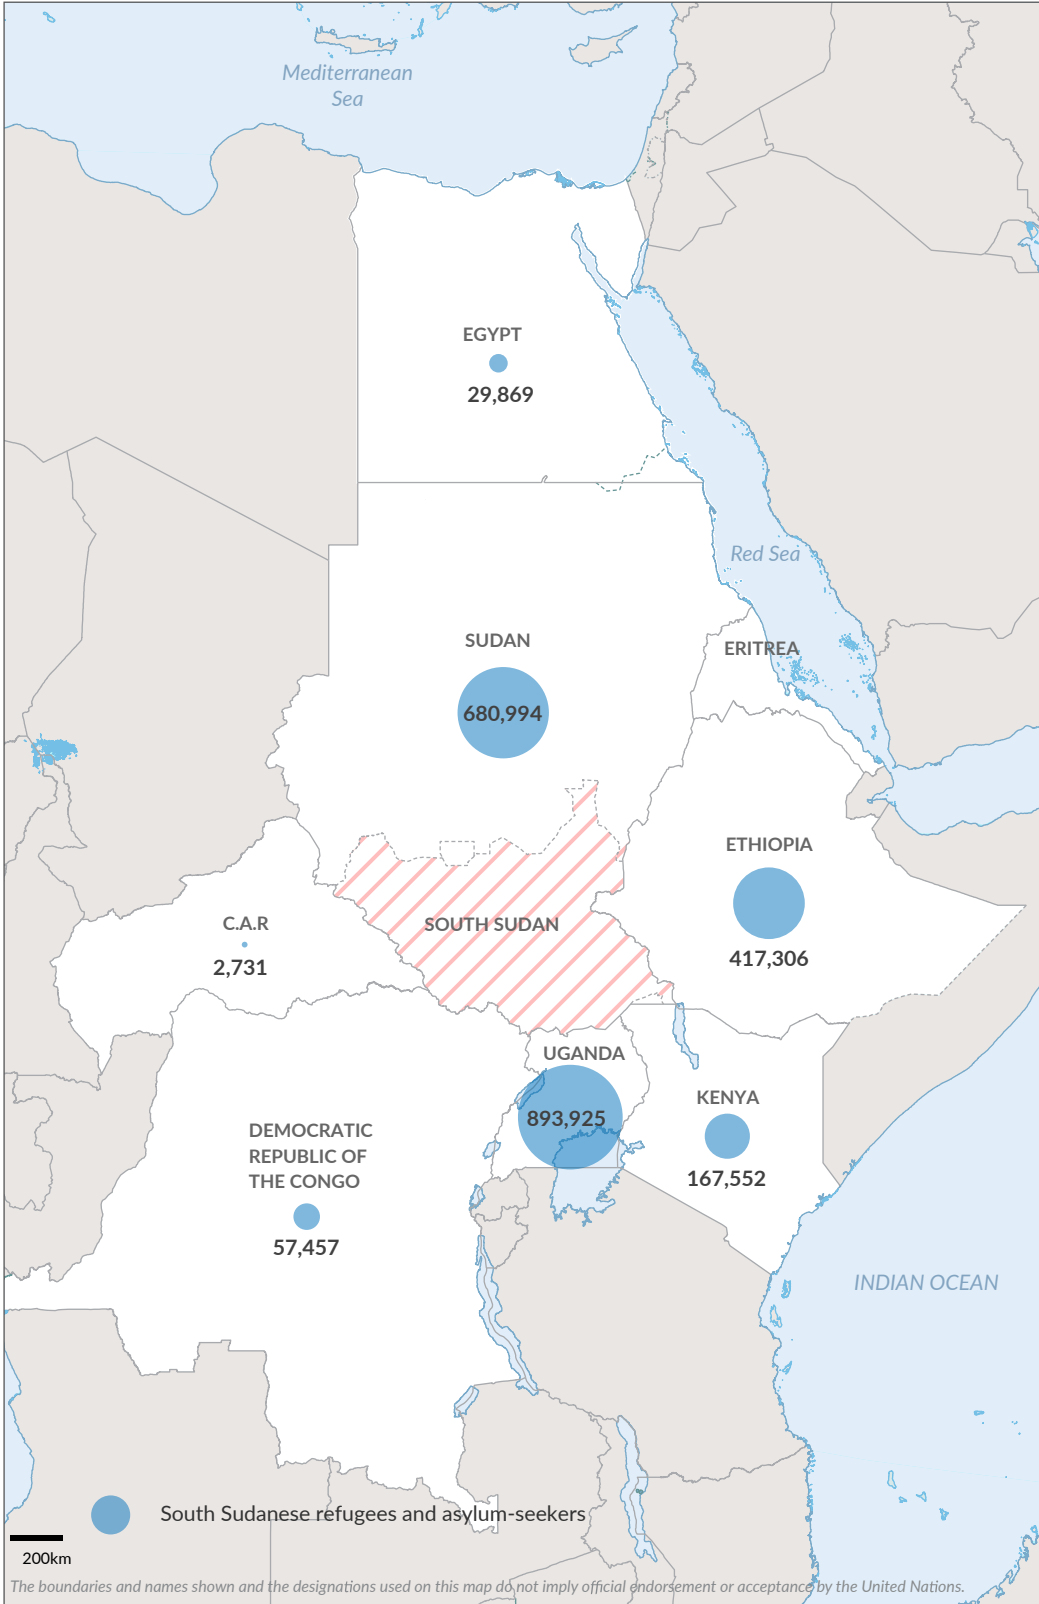 Mediterranean
Sea
EGYPT
29,869
Red Sea
SUDAN
680,994
ERITREA
ETHIOPIA
417,306
SOUTH SUDAN
C.A.R
2,731
UGANDA
893,925
KENYA
167,552
DEMOCRATIC
REPUBLIC OF
THE CONGO
57,457
INDIAN OCEAN
South Sudanese refugees and asylum-seekers
200km
The boundaries and names shown and the designations used on this map do not imply official endorsement or acceptance by the United Nations.